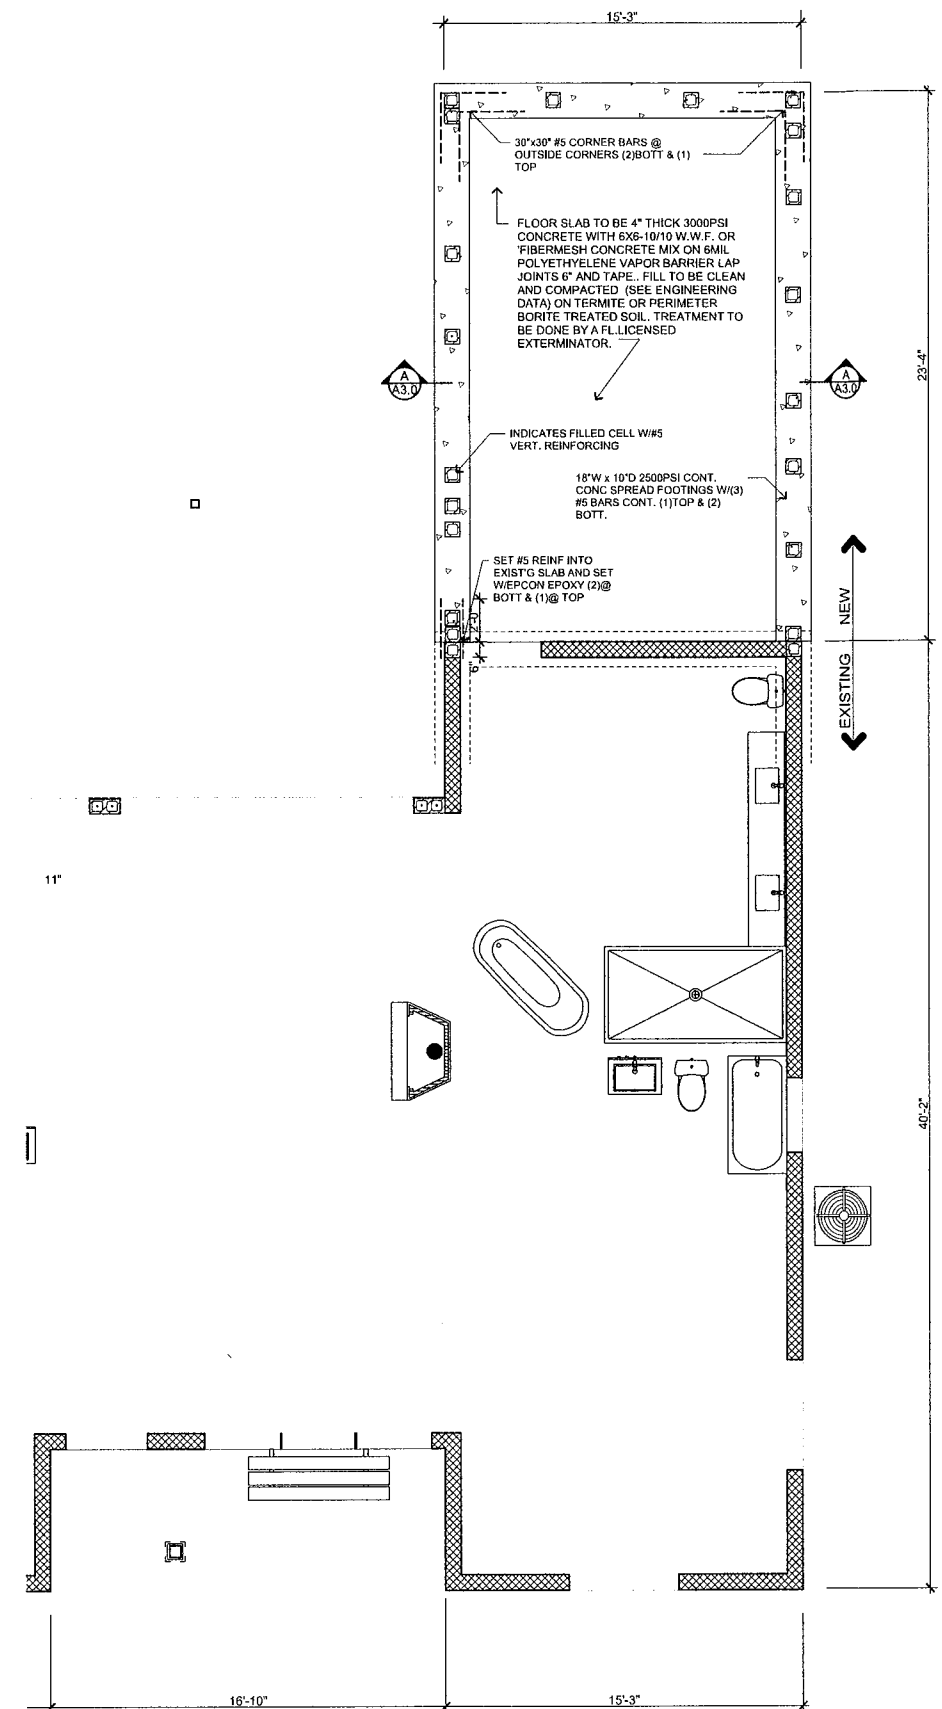 15'-3"
30"x30" #5 CORNER BARS @
OUTSIDE CORNERS (2)BOTT & (1)
TOP
FLOOR SLAB TO BE 4" THICK 3000PSI
CONCRETE WITH 6X6-10/10 W.W.F. OR
'FIBERMESH CONCRETE MIX ON 6MIL
POLYETHYELENE VAPOR BARRIER LAP
JOINTS 6" AND TAPE.. FILL TO BE CLEAN
AND COMPACTED (SEE ENGINEERING
DATA) ON TERMITE OR PERIMETER
BORITE TREATED SOIL. TREATMENT TO
BE DONE BY A FL.LICENSED
EXTERMINATOR.
A
A3.0
A
A3.0
23'-4"
INDICATES FILLED CELL W/#5
VERT. REINFORCING
18"W x 10"D 2500PSI CONT.
CONC SPREAD FOOTINGS W/(3)
#5 BARS CONT. (1)TOP & (2)
BOTT.
SET #5 REINF INTO
EXIST'G SLAB AND SET
W/EPCON EPOXY (2)@
BOTT & (1)@ TOP
2'-0"
6"
NEW
EXISTING
11"
40'-2"
16'-10"
15'-3"